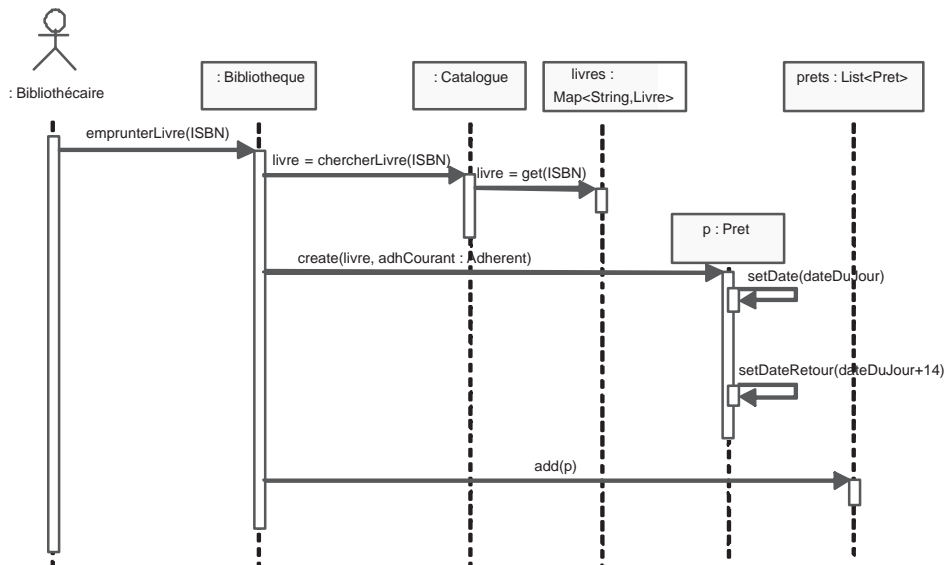 : Bibliothécaire
: Bibliotheque
: Catalogue
livres :
Map<String,Livre>
prets : List<Pret>
emprunterLivre(ISBN)
livre = chercherLivre(ISBN)
livre = get(ISBN)
p : Pret
create(livre, adhCourant : Adherent)
setDate(dateDuJour)
setDateRetour(dateDuJour+14)
add(p)